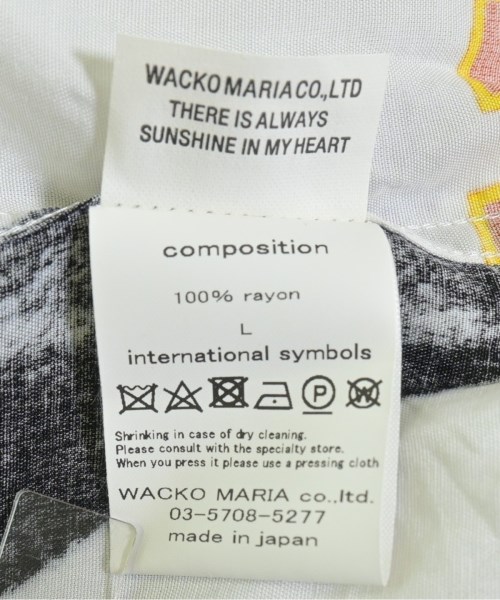 WACKO MARIA CO.,LTD
THERE IS ALWAYS
SUNSHINE IN MY HEART
composition
100% rayon
L
international symbols
P W
Shrinking in case of dry cleaning.
Please consult with the specialty store.
When you press it please use a pressing cloth
WACKO MARIA co.,ltd.
03-5708-5277
made in japan